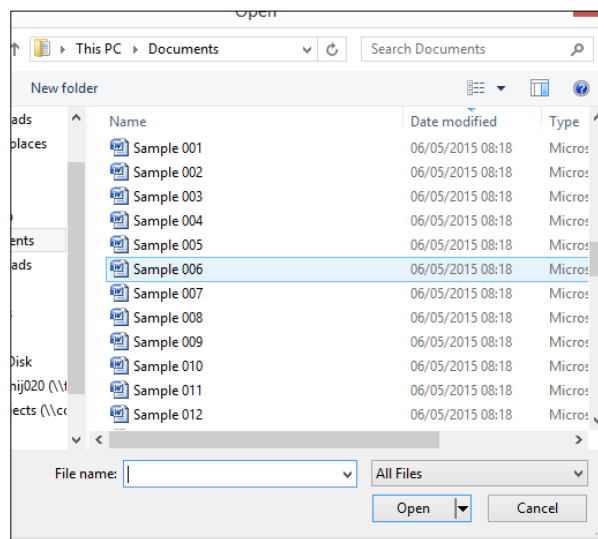 Open
This PC Documents Search Documents
New folder
Name Date modified Type
Sample 001 06/05/2015 08:18 Micros
Sample 002 06/05/2015 08:18 Micros
Sample 003 06/05/2015 08:18 Micros
Sample 004 06/05/2015 08:18 Micros
Sample 005 06/05/2015 08:18 Micros
Sample 006 06/05/2015 08:18 Micros
Sample 007 06/05/2015 08:18 Micros
Sample 008 06/05/2015 08:18 Micros
Sample 009 06/05/2015 08:18 Micros
Sample 010 06/05/2015 08:18 Micros
Sample 011 06/05/2015 08:18 Micros
Sample 012 06/05/2015 08:18 Micros
ads
places
ents
ads
Disk
nij020 (\\f
ects (\\co
File name: All Files
Open Cancel